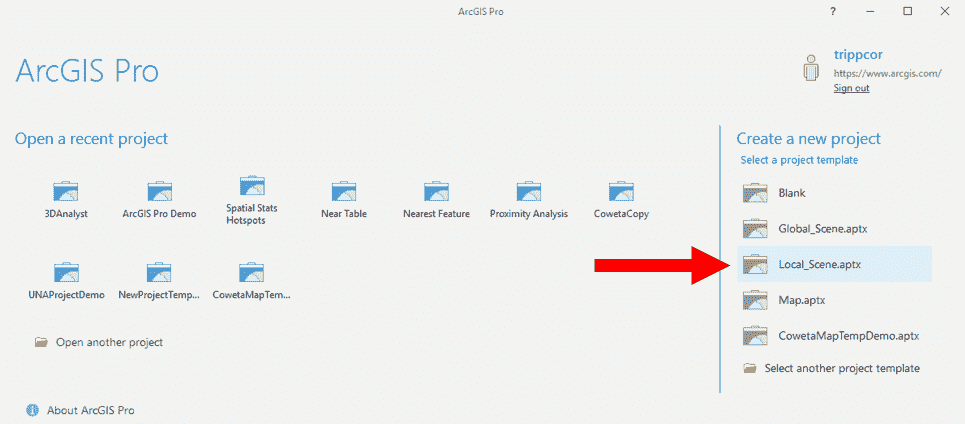 ArcGIS Pro
?
ArcGIS Pro
trippcor
https://www.arcgis.com/
Sign out
Open a recent project
3DAnalyst
ArcGIS Pro Demo
Spatial Stats
Hotspots
Near Table
Nearest Feature
Proximity Analysis
CowetaCopy
UNAProjectDemo
NewProjectTemp...
CowetaMapTem...
Open another project
About ArcGIS Pro
Create a new project
Select a project template
Blank
Global_Scene.aptx
Local_Scene.aptx
Map.aptx
CowetaMapTempDemo.aptx
Select another project template